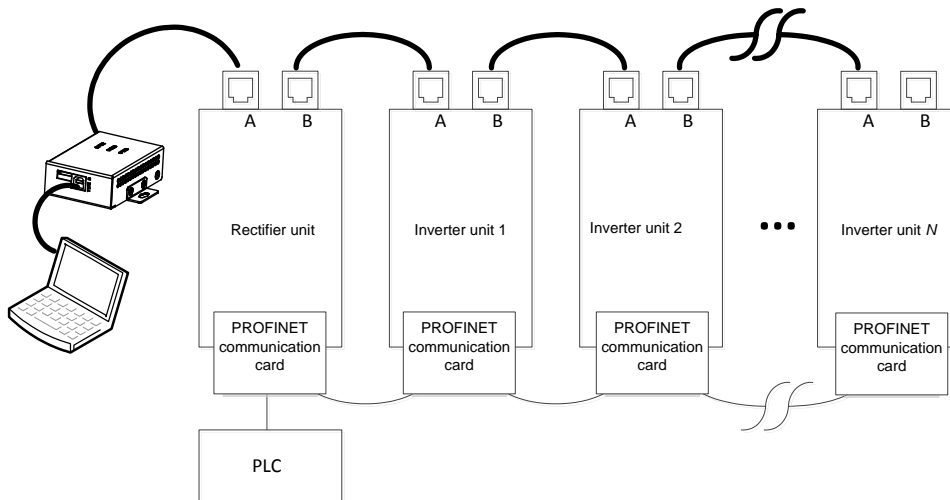 A B A B A B A B
Rectifier unit Inverter unit 1 Inverter unit 2 Inverter unit N
PROFINET PROFINET PROFINET PROFINET
communication communication communication communication
card card card card
PLC